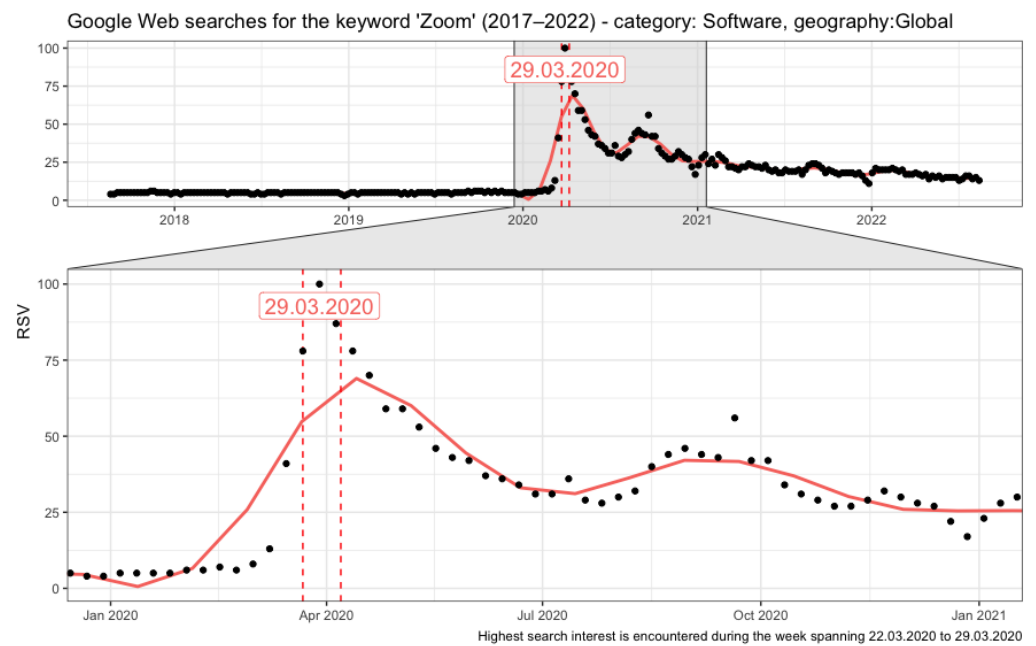 Google Web searches for the keyword 'Zoom' (2017–2022) - category: Software, geography:Global
100
75
50
25
0
29.03.2020
2018 2019 2020 2021 2022
RSV
100
75
50
25
0
29.03.2020
Jan 2020 Apr 2020 Jul 2020 Oct 2020 Jan 2021
Highest search interest is encountered during the week spanning 22.03.2020 to 29.03.2020